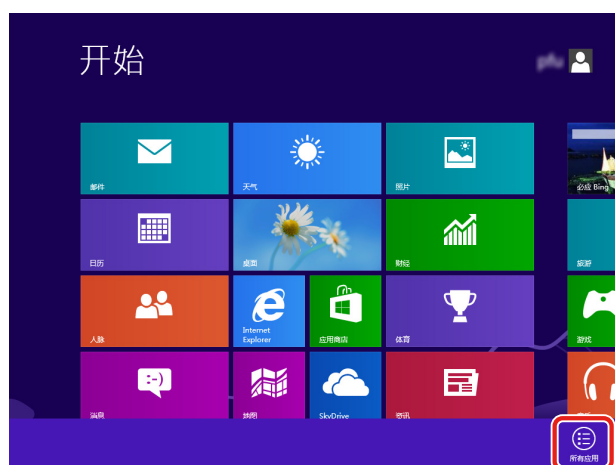 开始
pfu
邮件
天气
照片
必应 Bing
日历
桌面
财经
旅游
人脉
Internet
Explorer
应用商店
体育
游戏
消息
地图
SkyDrive
资讯
所有应用